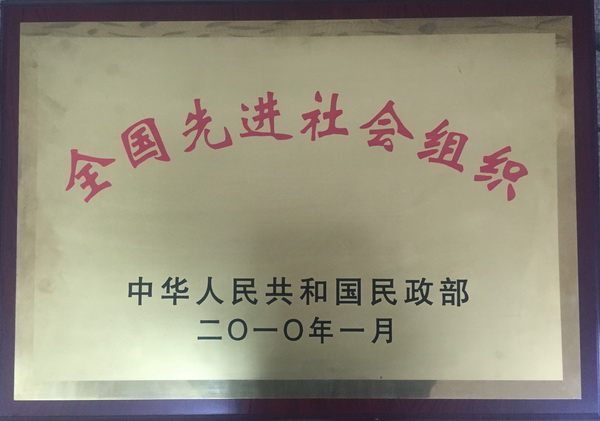 全国先进社会组织
中华人民共和国民政部
二〇一〇年一月